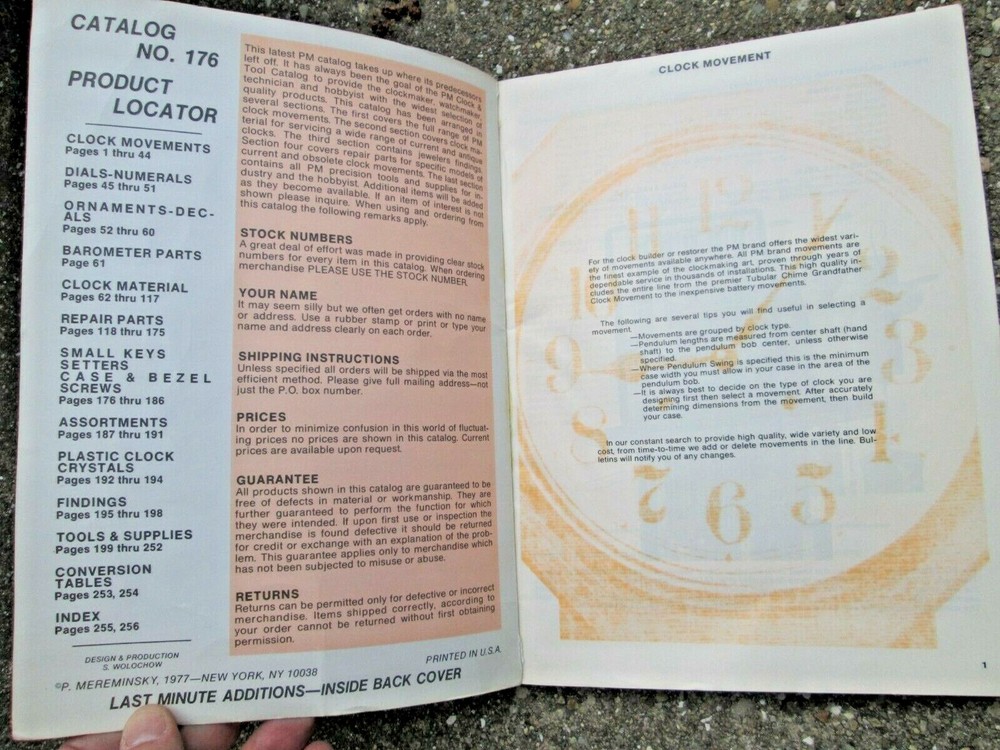 CATALOG
NO. 176
PRODUCT
LOCATOR
CLOCK MOVEMENTS
Pages 1 thru 44
DIALS-NUMERALS
Pages 45 thru 51
ORNAMENTS-DEC-
ALS
Pages 52 thru 60
BAROMETER PARTS
Page 61
CLOCK MATERIAL
Pages 62 thru 117
REPAIR PARTS
Pages 118 thru 175
SMALL KEYS
SETTERS
CASE & BEZEL
SCREWS
Pages 176 thru 186
ASSORTMENTS
Pages 187 thru 191
PLASTIC CLOCK
CRYSTALS
Pages 192 thru 194
FINDINGS
Pages 195 thru 198
TOOLS & SUPPLIES
Pages 199 thru 252
CONVERSION
TABLES
Pages 253, 254
INDEX
Pages 255, 256
DESIGN & PRODUCTION
S. WOLOCHOW
This latest PM catalog takes up where its predecessors
left off. It has always been the goal of the PM Clock &
Tool Catalog to provide the clockmaker, watchmaker,
technician and hobbyist with the widest selection of
quality products. This catalog has been arranged in
several sections. The first covers the full range of PM
clock movements. The second section covers clock ma-
terial for servicing a wide range of current and antique
clocks. The third section contains jewelers findings.
Section four covers repair parts for specific models of
current and obsolete clock movements. The last section
contains all PM precision tools and supplies for in-
dustry and the hobbyist. Additional items will be added
as they become available. If an item of interest is not
shown please inquire. When using and ordering from
this catalog the following remarks apply.
STOCK NUMBERS
A great deal of effort was made in providing clear stock
numbers for every item in this catalog. When ordering
merchandise PLEASE USE THE STOCK NUMBER.
YOUR NAME
It may seem silly but we often get orders with no name
or address. Use a rubber stamp or print or type your
name and address clearly on each order.
SHIPPING INSTRUCTIONS
Unless specified all orders will be shipped via the most
efficient method. Please give full mailing address—not
just the P.O. box number.
PRICES
In order to minimize confusion in this world of fluctuat-
ing prices no prices are shown in this catalog. Current
prices are available upon request.
GUARANTEE
All products shown in this catalog are guaranteed to be
free of defects in material or workmanship. They are
further guaranteed to perform the function for which
they were intended. If upon first use or inspection the
merchandise is found defective it should be returned
for credit or exchange with an explanation of the prob-
lem. This guarantee applies only to merchandise which
has not been subjected to misuse or abuse.
RETURNS
Returns can be permitted only for defective or incorrect
merchandise. Items shipped correctly, according to
your order cannot be returned without first obtaining
permission.
©P. MEREMINSKY, 1977—NEW YORK, NY 10038
PRINTED IN U.S.A.
LAST MINUTE ADDITIONS—INSIDE BACK COVER
CLOCK MOVEMENT
For the clock builder or restorer the PM brand offers the widest vari-
ety of movements available anywhere. All PM brand movements are
the finest example of the clockmaking art, proven through years of
dependable service in thousands of installations. This high quality in-
cludes the entire line from the premier Tubular Chime Grandfather
Clock Movement to the inexpensive battery movements.
The following are several tips you will find useful in selecting a
movement.
—Movements are grouped by clock type.
—Pendulum lengths are measured from center shaft (hand
shaft) to the pendulum bob center, unless otherwise
specified.
—Where Pendulum Swing is specified this is the minimum
case width you must allow in your case in the area of the
pendulum bob.
—It is always best to decide on the type of clock you are
designing first then select a movement. After accurately
determining dimensions from the movement, then build
your case.
In our constant search to provide high quality, wide variety and low
cost, from time-to-time we add or delete movements in the line. Bul-
letins will notify you of any changes.
12
11
1
10
2
9
3
8
4
7
6
5
1